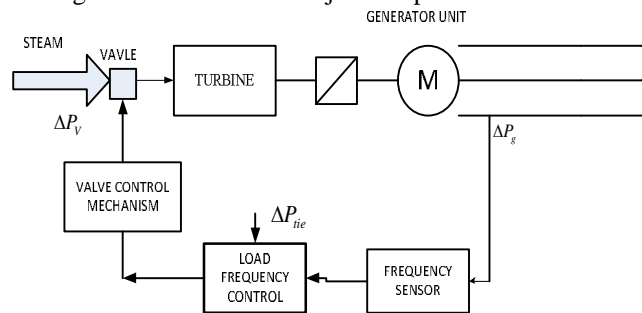 GENERATOR UNIT
STEAM
VAVLE
TURBINE
M
ΔP_V
ΔP_g
VALVE CONTROL
MECHANISM
ΔP_tie
LOAD
FREQUENCY
CONTROL
FREQUENCY
SENSOR